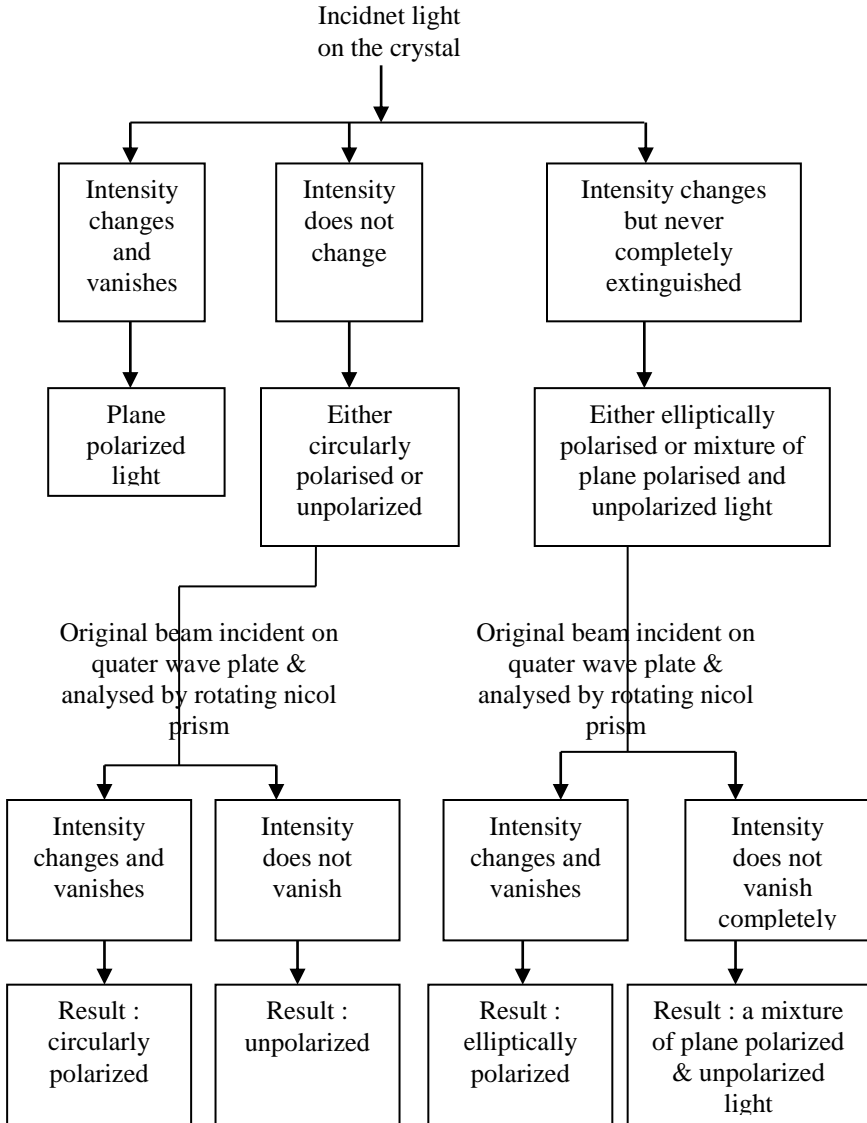 Incidnet light
on the crystal
Intensity
changes
and
vanishes
Intensity
does not
change
Intensity changes
but never
completely
extinguished
Plane
polarized
light
Either
circularly
polarised or
unpolarized
Either elliptically
polarised or mixture of
plane polarised and
unpolarized light
Original beam incident on
quater wave plate &
analysed by rotating nicol
prism
Original beam incident on
quater wave plate &
analysed by rotating nicol
prism
Intensity
changes and
vanishes
Intensity
does not
vanish
Intensity
changes and
vanishes
Intensity
does not
vanish
completely
Result :
circularly
polarized
Result :
unpolarized
Result :
elliptically
polarized
Result : a mixture
of plane polarized
& unpolarized
light